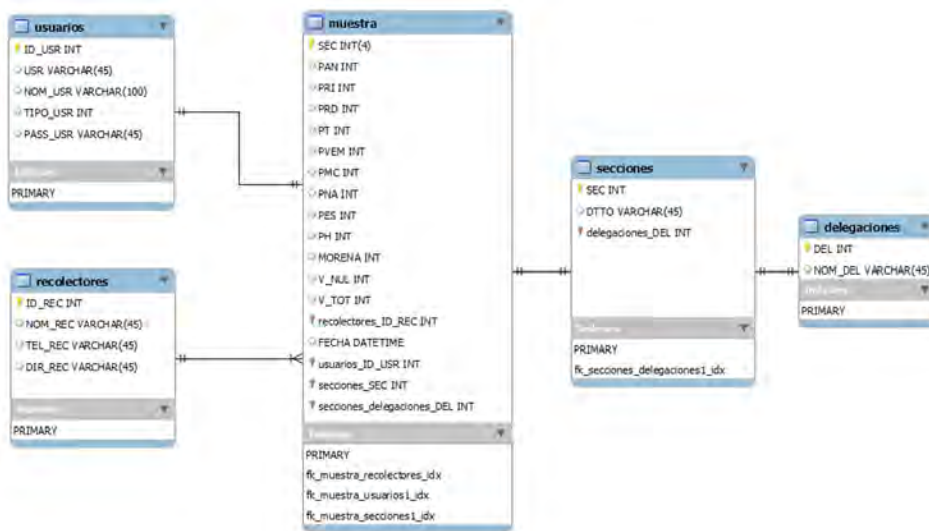 usuarios
ID_USR INT
USR VARCHAR(45)
NOM_USR VARCHAR(100)
TIPO_USR INT
PASS_USR VARCHAR(45)
PRIMARY
recolectores
ID_REC INT
NOM_REC VARCHAR(45)
TEL_REC VARCHAR(45)
DIR_REC VARCHAR(45)
PRIMARY
muestra
SEC INT(4)
PAN INT
PRI INT
PRD INT
PT INT
PVEM INT
PMC INT
PNA INT
PES INT
PH INT
MORENA INT
V_NUL INT
V_TOT INT
recolectores_ID_REC INT
FECHA DATETIME
usuarios_ID_USR INT
secciones_SEC INT
secciones_delegaciones_DEL INT
PRIMARY
fk_muestra_recolectores_idx
fk_muestra_usuarios1_idx
fk_muestra_secciones1_idx
secciones
SEC INT
DTTO VARCHAR(45)
delegaciones_DEL INT
PRIMARY
fk_secciones_delegaciones1_idx
delegaciones
DEL INT
NOM_DEL VARCHAR(45)
PRIMARY